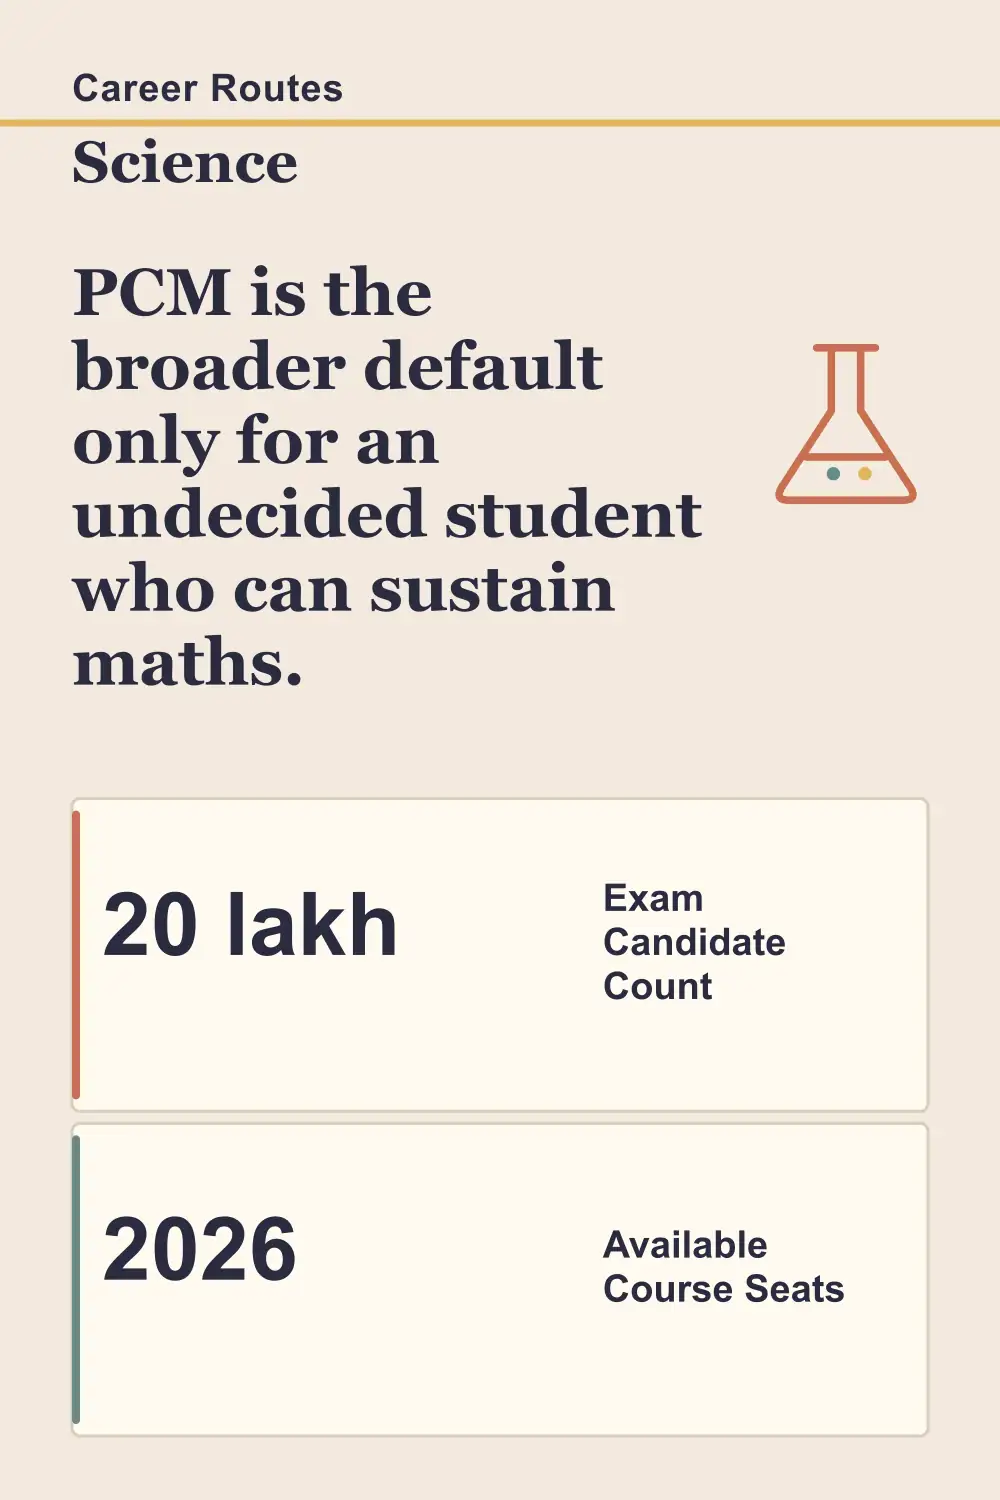 Career Routes
Science
PCM is the
broader default
only for an
undecided student
who can sustain
maths.
20 lakh
Exam
Candidate
Count
2026
Available
Course Seats